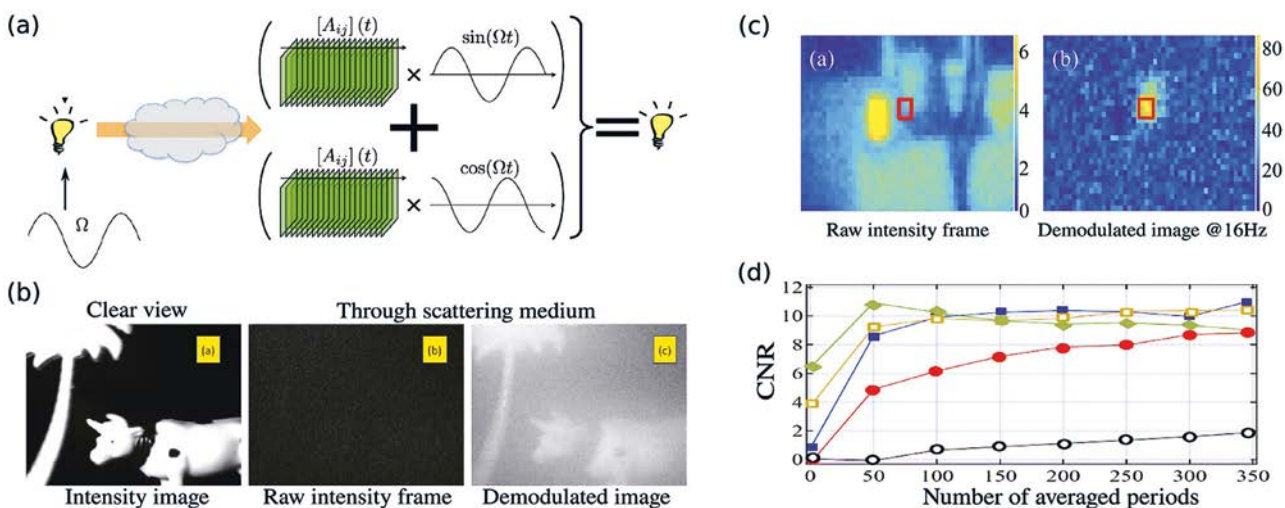 (a)
[A_ij] (t)
sin(Ωt)
×
+
=
Ω
[A_ij] (t)
cos(Ωt)
×
(b)
Clear view
Through scattering medium
(a)
(b)
(c)
Intensity image
Raw intensity frame
Demodulated image
(c)
(a)
6
4
2
0
(b)
80
60
40
20
0
Raw intensity frame
Demodulated image @16Hz
(d)
CNR
12
10
8
6
4
2
0
0 50 100 150 200 250 300 350
Number of averaged periods